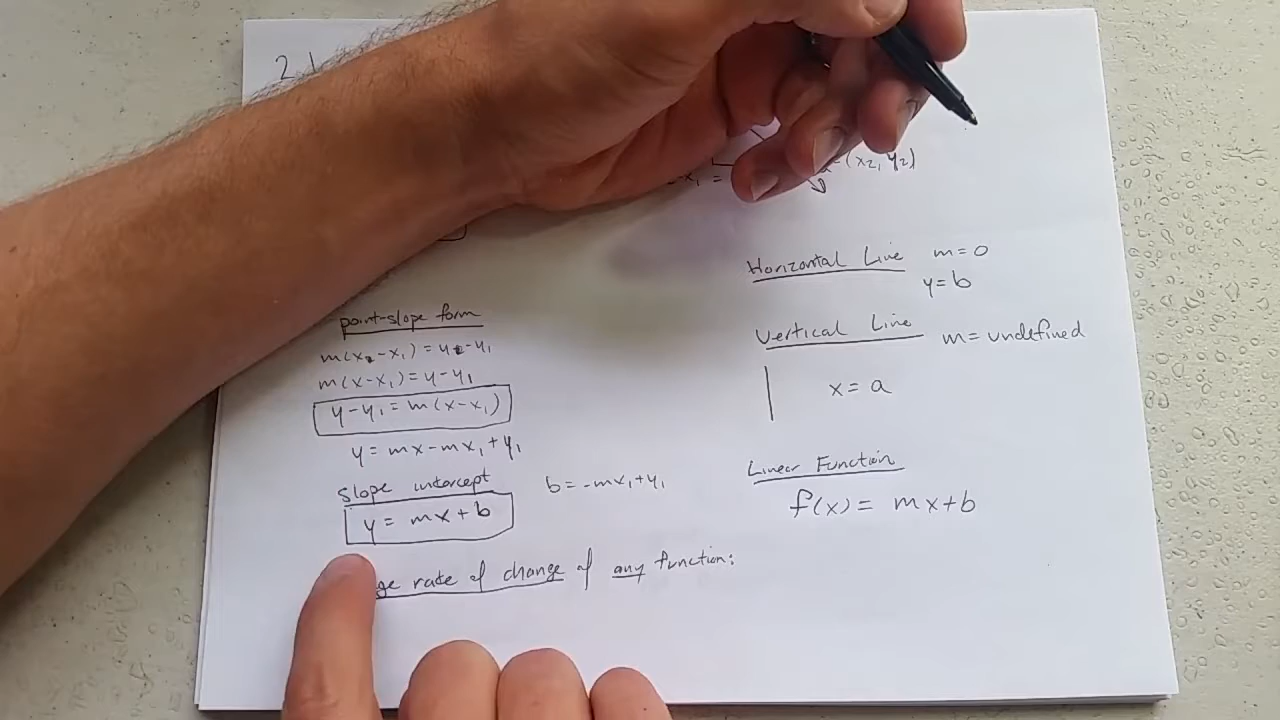 2.1
(x₂, y₂)
point-slope form
m(x₂-x₁) = y₂-y₁
m(x-x₁) = y-y₁
y-y₁ = m(x-x₁)
y = mx-mx₁+y₁
slope intercept
b = -mx₁+y₁
y = mx+b
rate of change of any function:
Horizontal Line m=0
y=b
Vertical Line m= undefined
x= a
Linear Function
f(x)= mx+b